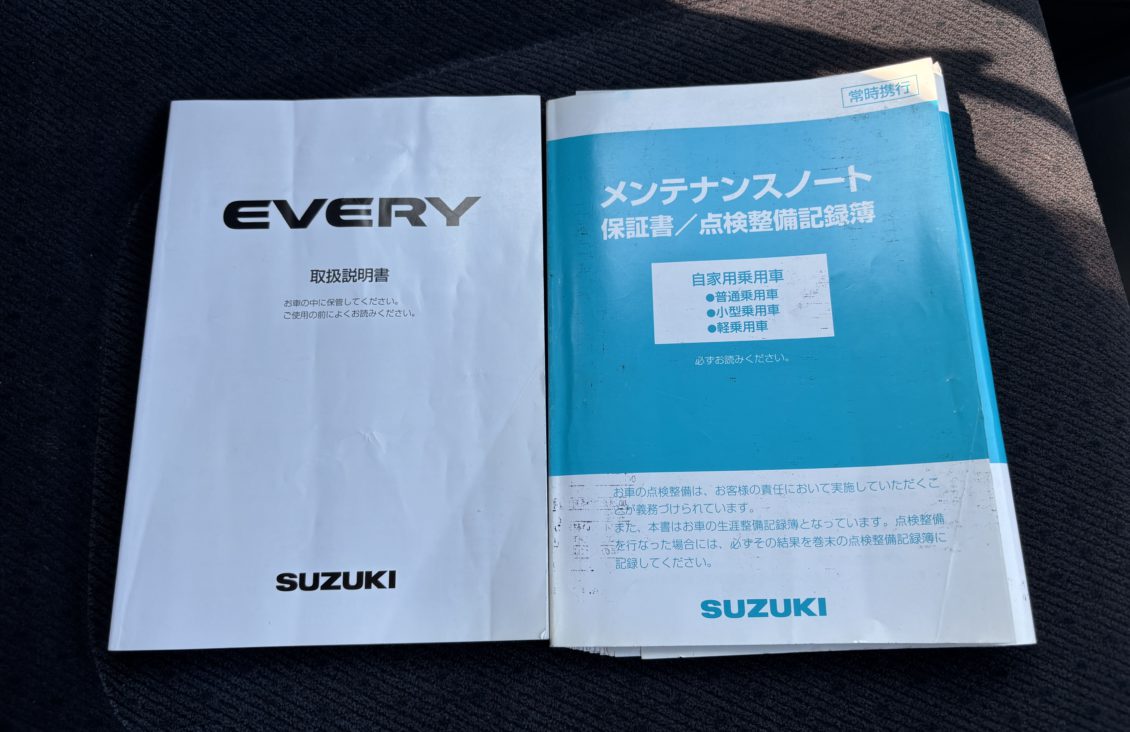 EVERY
取扱説明書
お車の中に保管してください。
ご使用の前によくお読みください。
SUZUKI
常時携行
メンテナンスノート
保証書／点検整備記録簿
自家用乗用車
●普通乗用車
●小型乗用車
●軽乗用車
必ずお読みください。
お車の点検整備は、お客様の責任において実施していただくこ
とが義務づけられています。
また、本書はお車の生涯整備記録簿となっています。点検整備
を行なった場合には、必ずその結果を巻末の点検整備記録簿に
記録してください。
SUZUKI